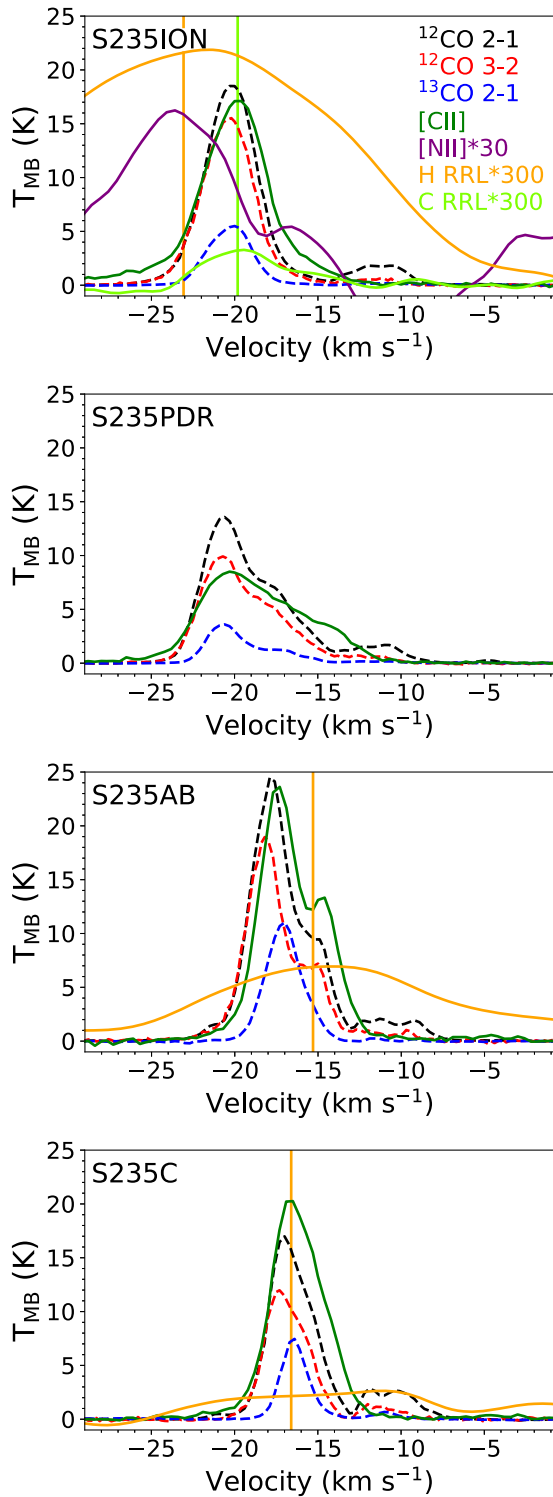 S235ION
¹²CO 2-1
¹²CO 3-2
¹³CO 2-1
[CII]
[NII]*30
H RRL*300
C RRL*300
25
20
15
10
5
0
T_MB (K)
−25 −20 −15 −10 −5
Velocity (km s⁻¹)
S235PDR
25
20
15
10
5
0
T_MB (K)
−25 −20 −15 −10 −5
Velocity (km s⁻¹)
S235AB
25
20
15
10
5
0
T_MB (K)
−25 −20 −15 −10 −5
Velocity (km s⁻¹)
S235C
25
20
15
10
5
0
T_MB (K)
−25 −20 −15 −10 −5
Velocity (km s⁻¹)